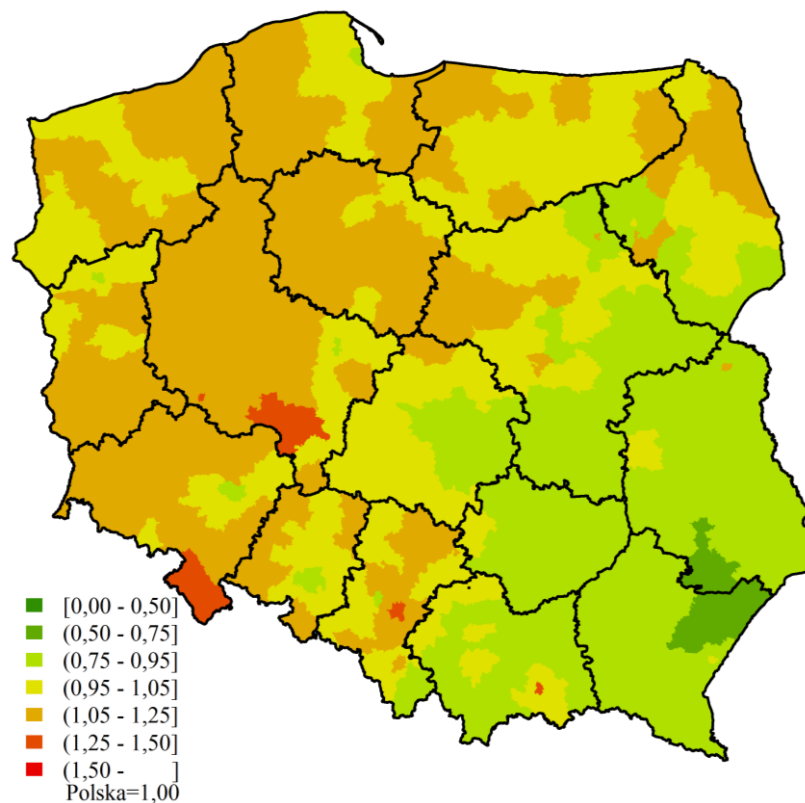 [0,00 - 0,50]
(0,50 - 0,75]
(0,75 - 0,95]
(0,95 - 1,05]
(1,05 - 1,25]
(1,25 - 1,50]
(1,50 - ]
Polska=1,00